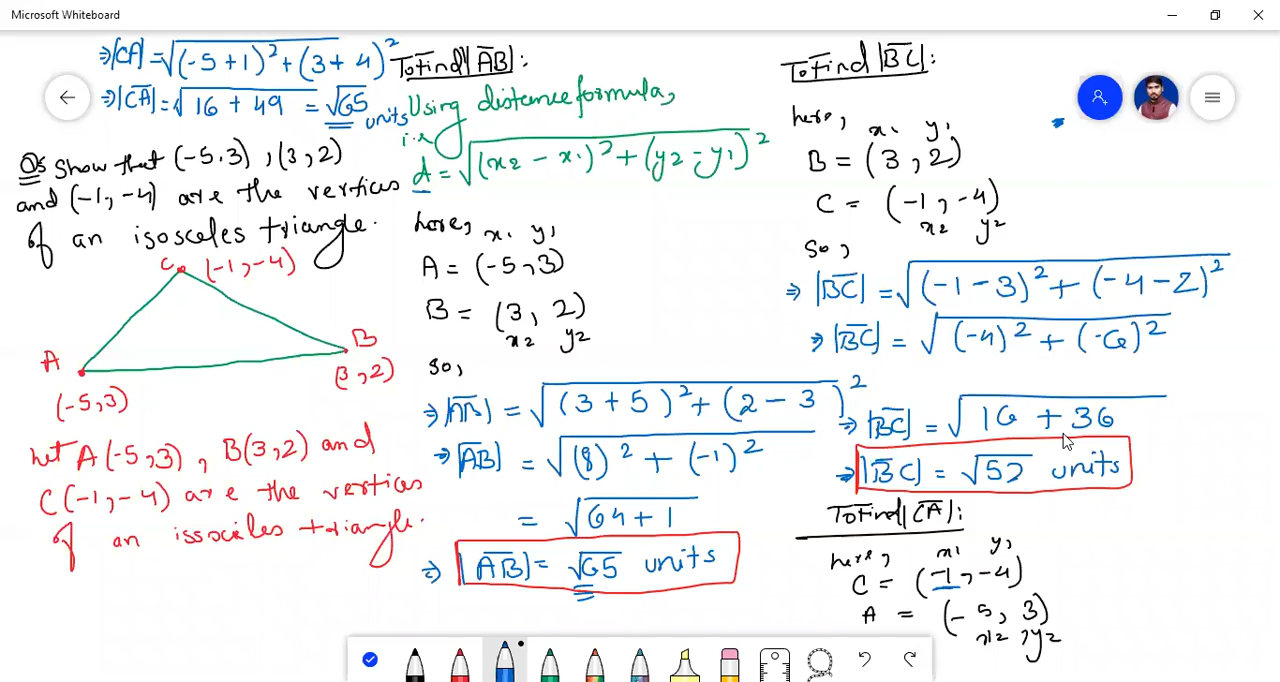 Microsoft Whiteboard
⇒|CA| = √(-5+1)² + (3+4)²
⇒|CA| = √16 + 49 = √65 units
Qs Show that (-5,3), (3,2)
and (-1,-4) are the vertices
of an isosceles triangle.
C (-1,-4)
A
B
(3,2)
(-5,3)
Let A(-5,3), B(3,2) and
C(-1,-4) are the vertices
of an issoceles triangle.
To Find |AB|:
Using distance formula,
i.e
d = √(x2 - x1)² + (y2 - y1)²
here, x1 y1
A = (-5,3)
B = (3, 2)
x2 y2
so,
⇒|AB| = √(3+5)² + (2-3)²
⇒|AB| = √(8)² + (-1)²
= √64+1
⇒ |AB| = √65 units
To Find |BC|:
here, x1 y1
B = (3, 2)
C = (-1, -4)
x2 y2
so,
⇒ |BC| = √(-1-3)² + (-4-2)²
⇒ |BC| = √(-4)² + (-6)²
⇒ |BC| = √16 + 36
⇒ |BC| = √52 units
To Find |CA|:
here, x1 y1
C = (-1, -4)
A = (-5, 3)
x2, y2